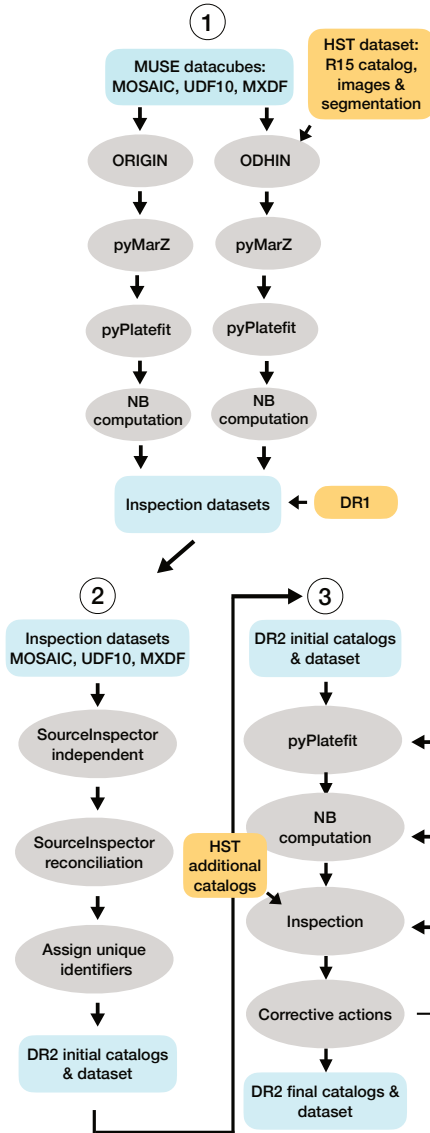 1
MUSE datacubes:
MOSAIC, UDF10, MXDF
HST dataset:
R15 catalog,
images &
segmentation
ORIGIN
ODHIN
pyMarZ
pyMarZ
pyPlatefit
pyPlatefit
NB
computation
NB
computation
Inspection datasets
DR1
2
Inspection datasets
MOSAIC, UDF10, MXDF
SourceInspector
independent
SourceInspector
reconciliation
Assign unique
identifiers
DR2 initial catalogs
& dataset
3
DR2 initial catalogs
& dataset
pyPlatefit
NB
computation
HST
additional
catalogs
Inspection
Corrective actions
DR2 final catalogs &
dataset